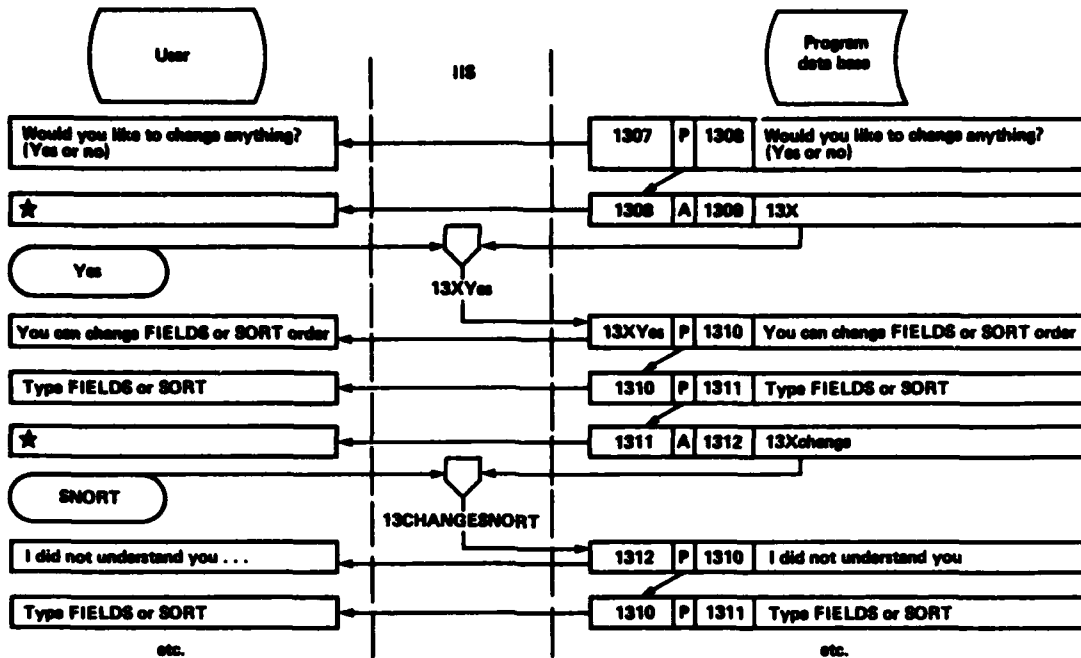 User
IIS
Program
data base
Would you like to change anything?
(Yes or no)
1307 P 1308 Would you like to change anything?
(Yes or no)
★
1308 A 1309 13X
Yes
13XYes
You can change FIELDS or SORT order
13XYes P 1310 You can change FIELDS or SORT order
Type FIELDS or SORT
1310 P 1311 Type FIELDS or SORT
★
1311 A 1312 13Xchange
SNORT
13CHANGESNORT
I did not understand you . . .
1312 P 1310 I did not understand you
Type FIELDS or SORT
1310 P 1311 Type FIELDS or SORT
etc.
etc.